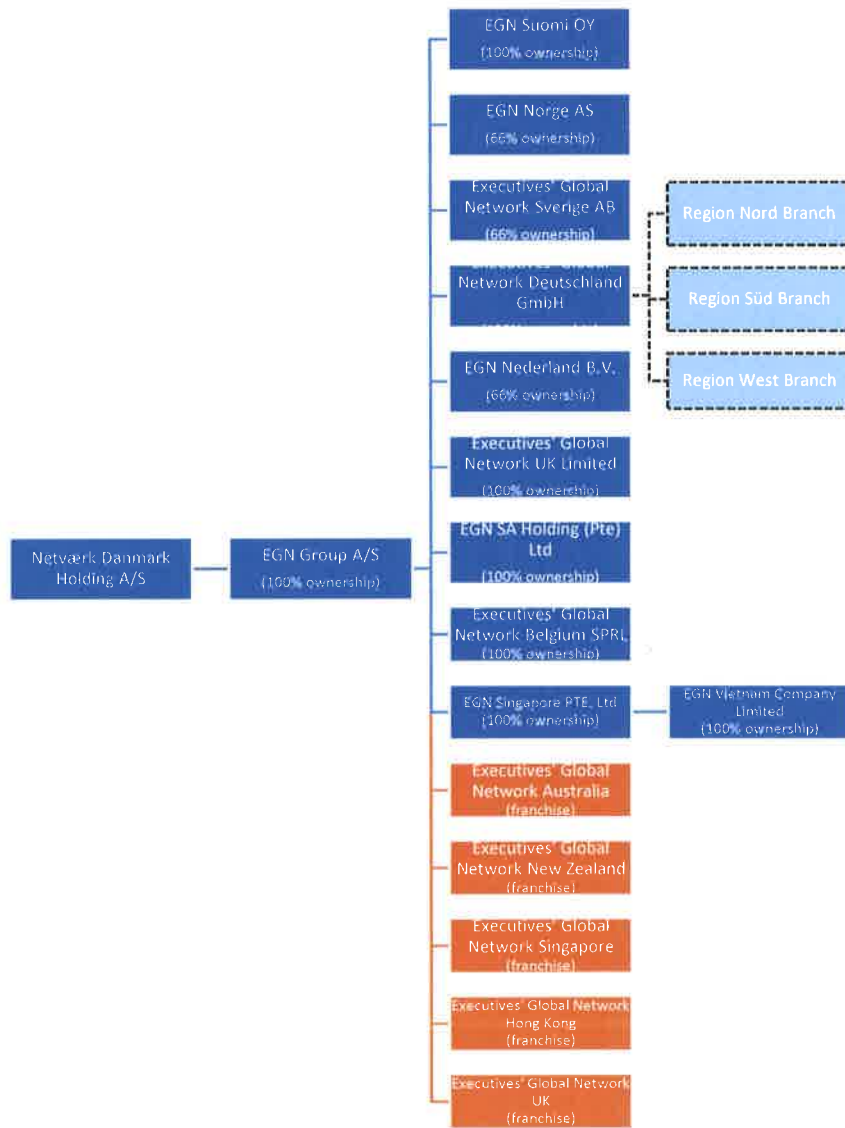 EGN Suomi OY
(100% ownership)
EGN Norge AS
(66% ownership)
Executives' Global
Network Sverige AB
(66% ownership)
Region Nord Branch
Network Deutschland
GmbH
Region Süd Branch
EGN Nederland B.V.
(66% ownership)
Region West Branch
Executives' Global
Network UK Limited
(100% ownership)
EGN SA Holding (Pte)
Ltd
(100% ownership)
Netværk Danmark
Holding A/S
EGN Group A/S
(100% ownership)
Executives' Global
Network Belgium SPRL
(100% ownership)
EGN Singapore PTE. Ltd
(100% ownership)
EGN Vietnam Company
Limited
(100% ownership)
Executives' Global
Network Australia
(franchise)
Executives' Global
Network New Zealand
(franchise)
Executives' Global
Network Singapore
(franchise)
Executives' Global Network
Hong Kong
(franchise)
Executives' Global Network
UK
(franchise)